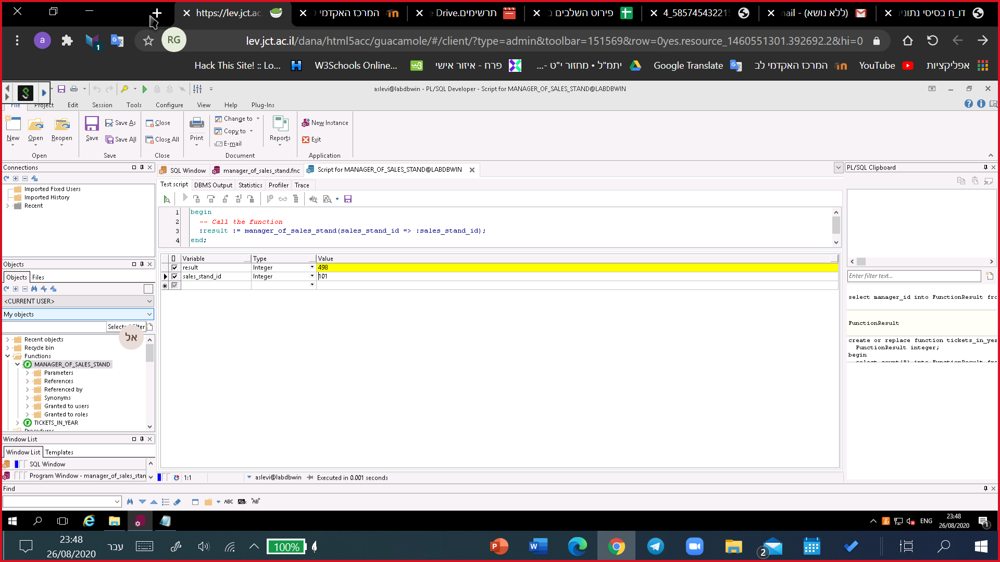 https://lev.jct.ac
המרכז האקדמי
תרשימים.Drive
פירוט השלבים ב
4_58574543221
(ללא נושא) - mail
דו_ח בסיסי נתונים
a
1
RG
lev.jct.ac.il/dana/html5acc/guacamole/#/client/?type=admin&toolbar=151569&row=0yes.resource_1460551301.392692.2&hi=0
Hack This Site! :: Lo...
W3Schools Online...
פרח - איזור אישי
יתמ"ל • מחזור י"ט -...
Google Translate
המרכז האקדמי לב
YouTube
אפליקציות
aslevi@labdbwin - PL/SQL Developer - Script for MANAGER_OF_SALES_STAND@LABDBWIN
File Project Edit Session Tools Configure View Help Plug-Ins
New Open Reopen
Save Save As Save All
Close Close All
Print Change to Copy to E-mail
Reports
New Instance Exit
Open Save Close Document Application
Connections
Imported Fixed Users
Imported History
Recent
Objects
Objects Files
<CURRENT USER>
My objects
אל
Recent objects
Recycle bin
Functions
MANAGER_OF_SALES_STAND
Parameters
References
Referenced by
Synonyms
Granted to users
Granted to roles
TICKETS_IN_YEAR
Procedures
Window List
Window List Templates
SQL Window
Program Window - manager_of_sales_stan
SQL Window manager_of_sales_stand.fnc Script for MANAGER_OF_SALES_STAND@LABDBWIN
Test script DBMS Output Statistics Profiler Trace
1 begin
2 -- Call the function
3 :result := manager_of_sales_stand(sales_stand_id => :sales_stand_id);
4 end;
Variable Type Value
result Integer 498
sales_stand_id Integer 101
1:1 aslevi@labdbwin Executed in 0.001 seconds
PL/SQL Clipboard
Enter filter text...
select manager_id into FunctionResult fro
FunctionResult
create or replace function tickets_in_yea
FunctionResult integer;
begin
select count(*) into FunctionResult fro
Find
ABC "AB"
ENG
23:48
26/08/2020
1
23:48
26/08/2020
עבר
100%
2